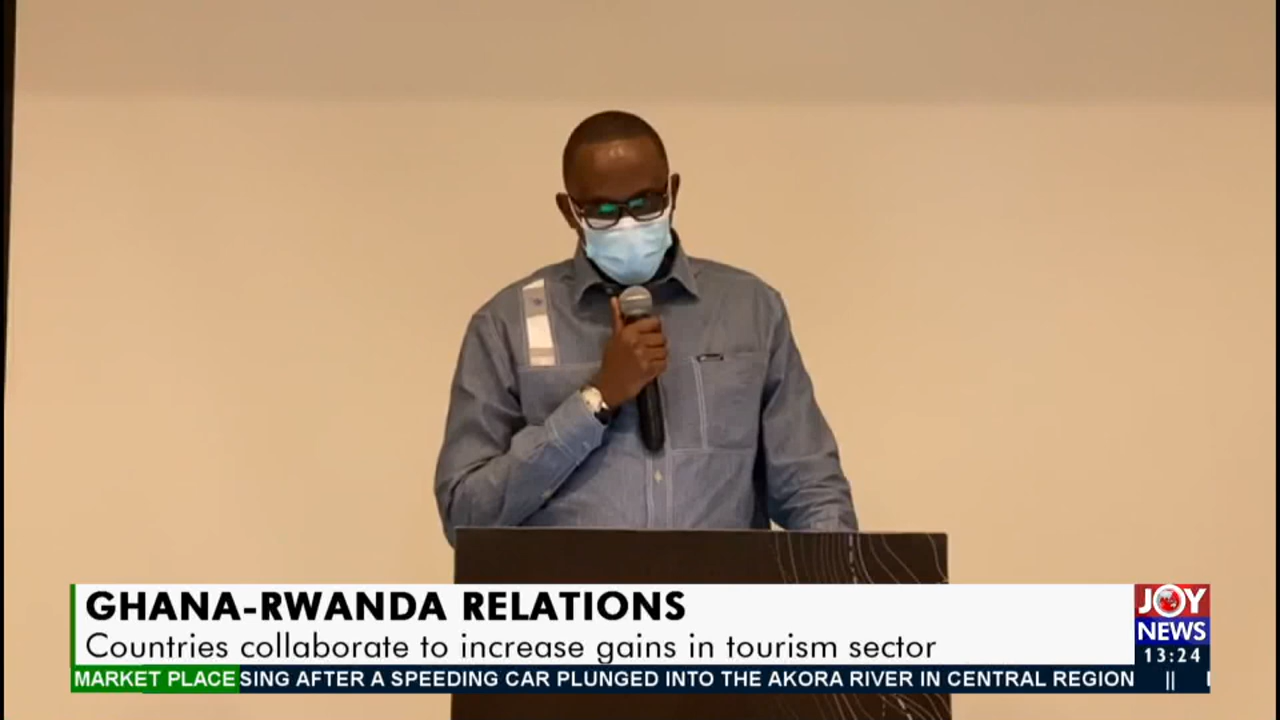 GHANA-RWANDA RELATIONS
Countries collaborate to increase gains in tourism sector
JOY
NEWS
13:24
MARKET PLACE SING AFTER A SPEEDING CAR PLUNGED INTO THE AKORA RIVER IN CENTRAL REGION ||